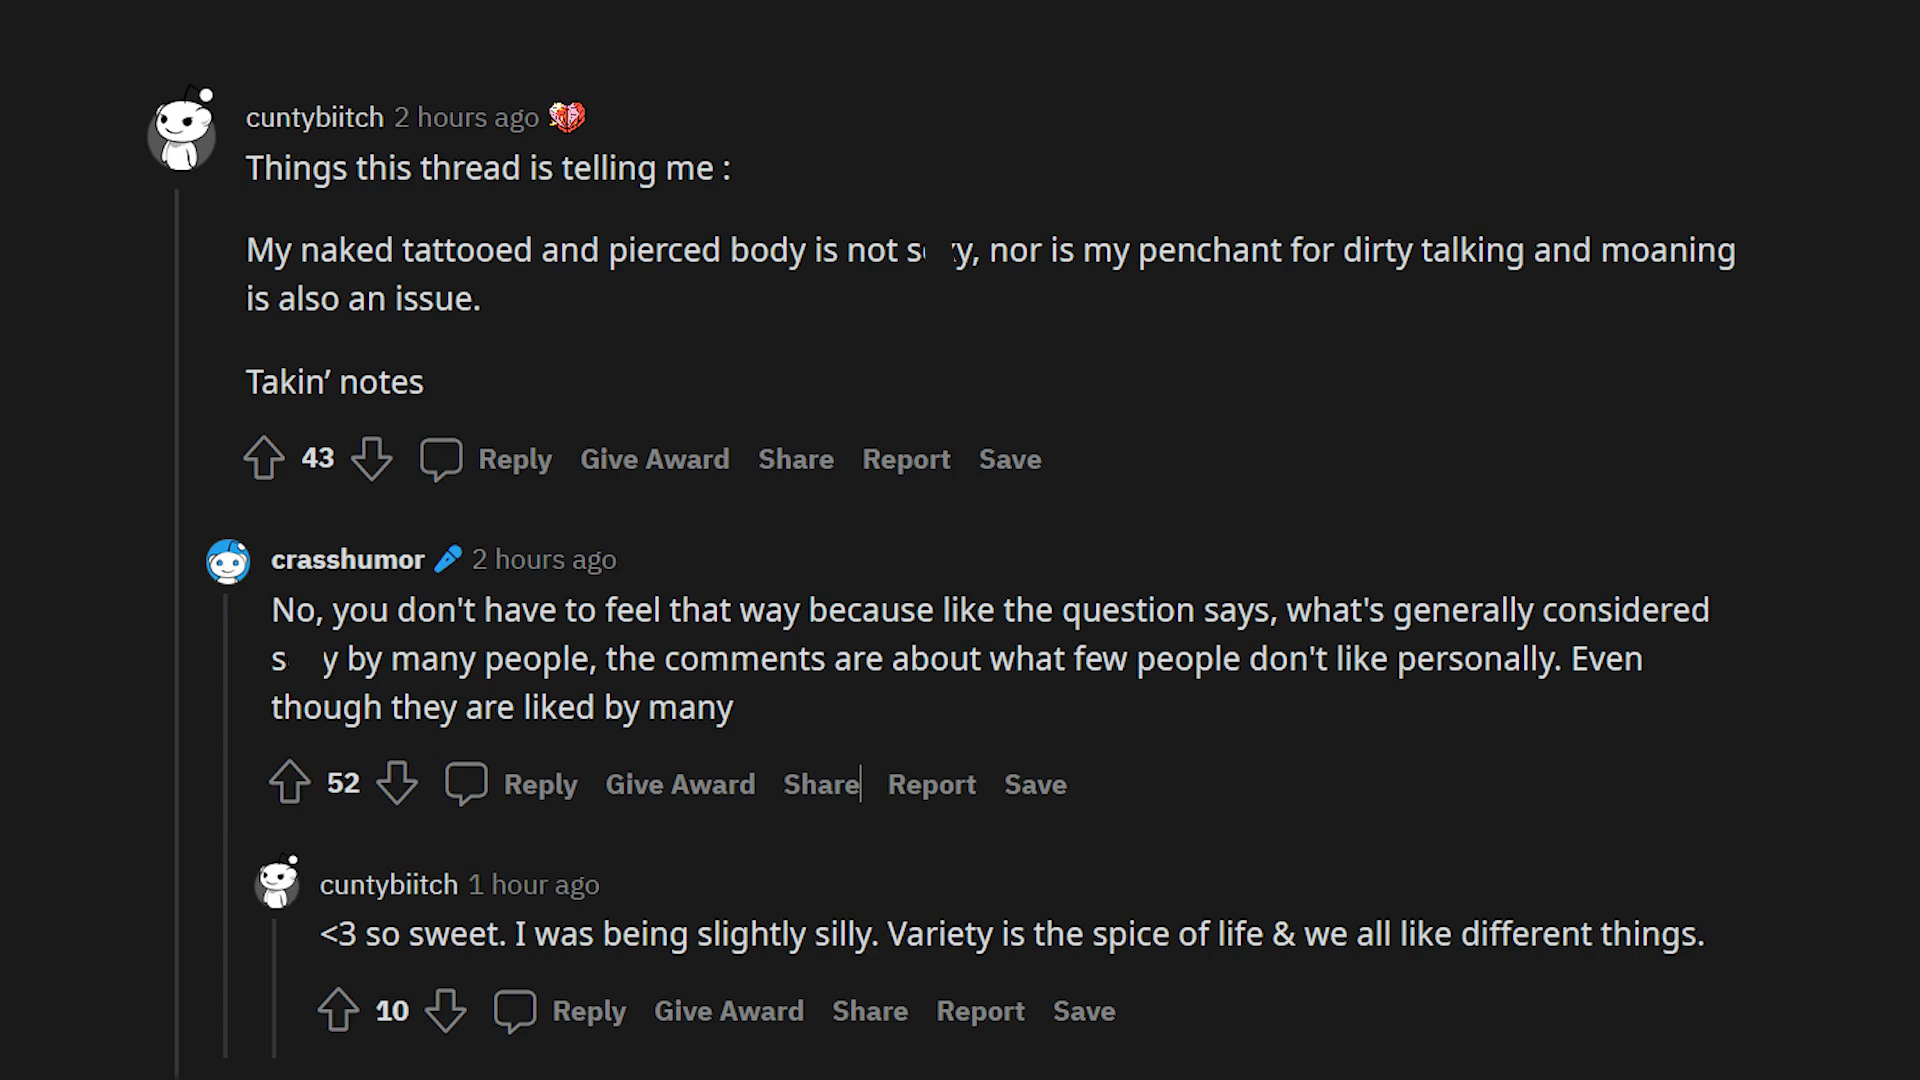 cuntybiitch 2 hours ago
Things this thread is telling me :
My naked tattooed and pierced body is not s y, nor is my penchant for dirty talking and moaning
is also an issue.
Takin’ notes
43 Reply Give Award Share Report Save
crasshumor 2 hours ago
No, you don't have to feel that way because like the question says, what's generally considered
s y by many people, the comments are about what few people don't like personally. Even
though they are liked by many
52 Reply Give Award Share Report Save
cuntybiitch 1 hour ago
<3 so sweet. I was being slightly silly. Variety is the spice of life & we all like different things.
10 Reply Give Award Share Report Save